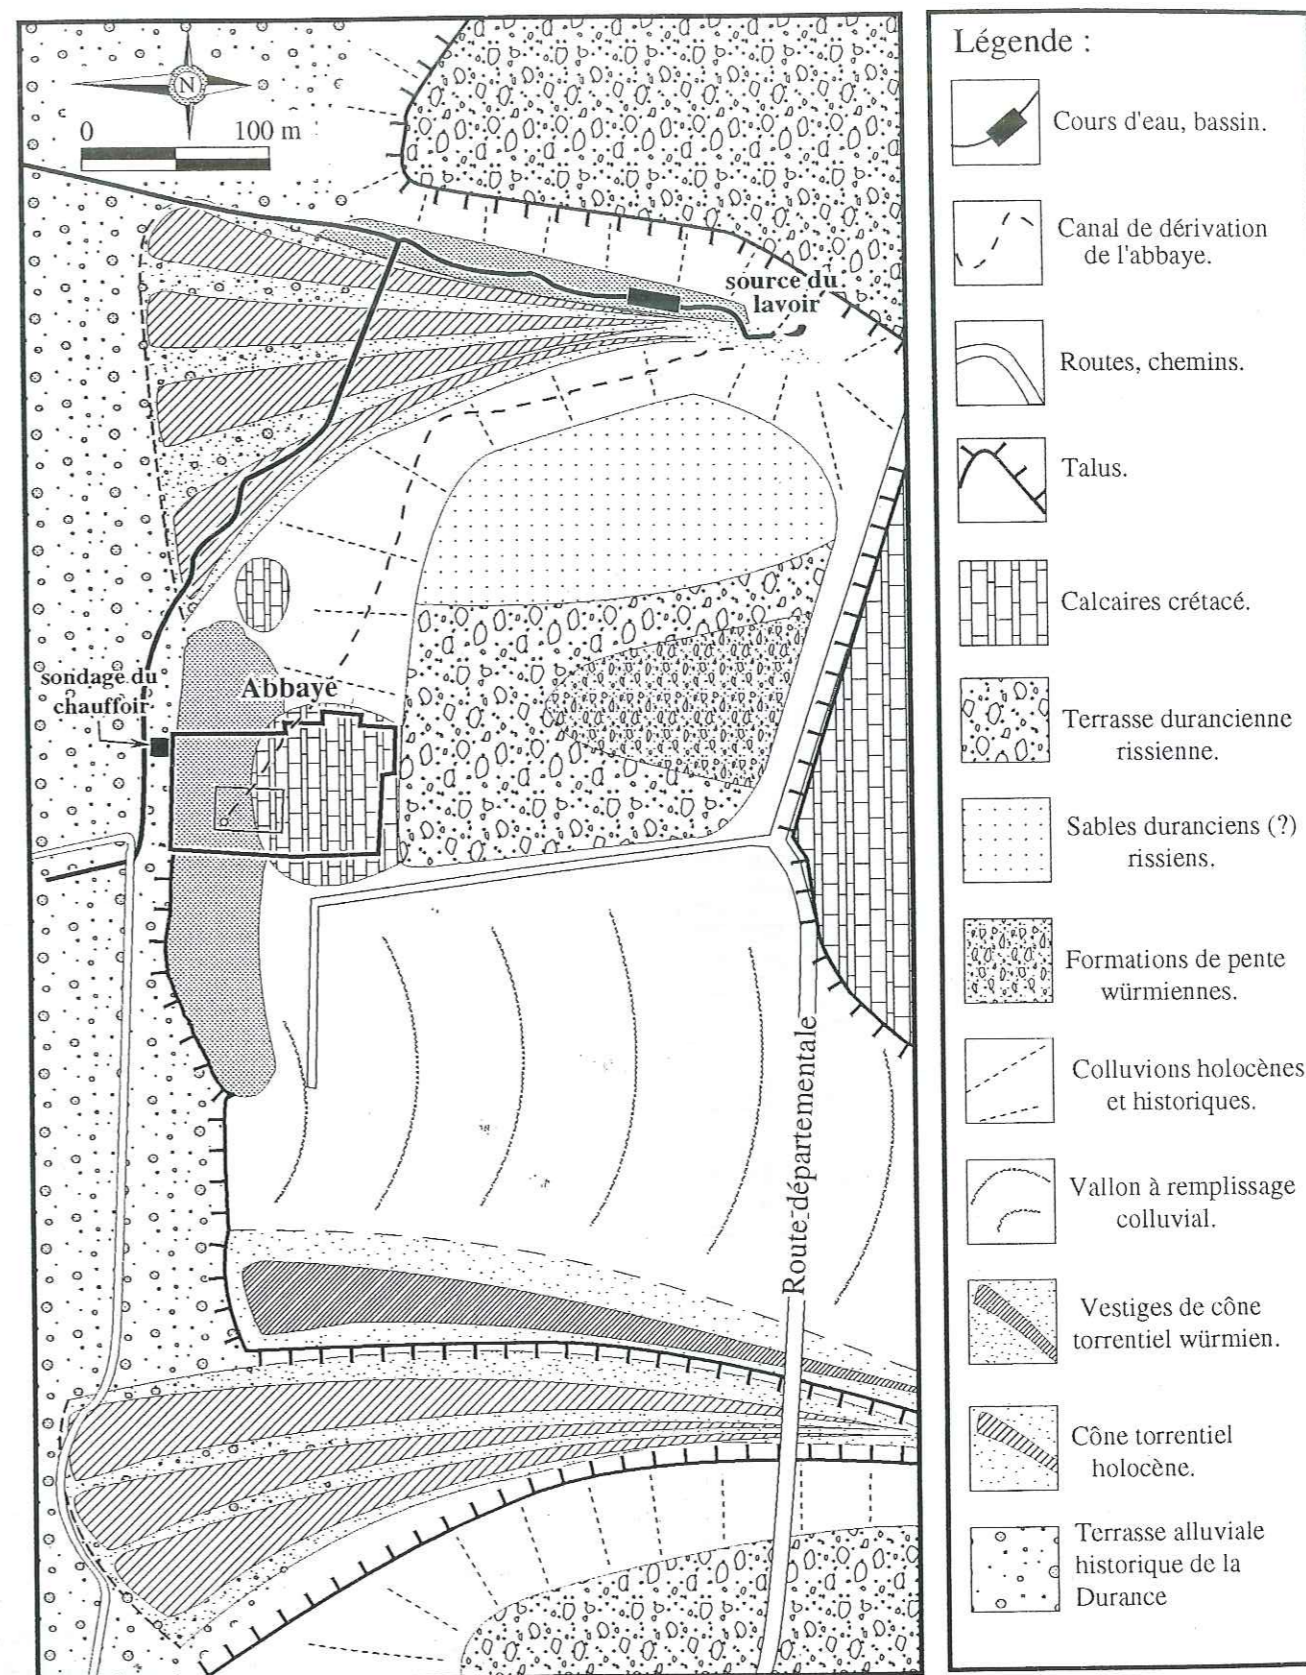 N
0 100 m
source du
lavoir
sondage du
chauffoir
Abbaye
Route départementale
Légende :
Cours d'eau, bassin.
Canal de dérivation
de l'abbaye.
Routes, chemins.
Talus.
Calcaires crétacé.
Terrasse durancienne
rissienne.
Sables duranciens (?)
rissiens.
Formations de pente
würmiennes.
Colluvions holocènes
et historiques.
Vallon à remplissage
colluvial.
Vestiges de cône
torrentiel würmien.
Cône torrentiel
holocène.
Terrasse alluviale
historique de la
Durance